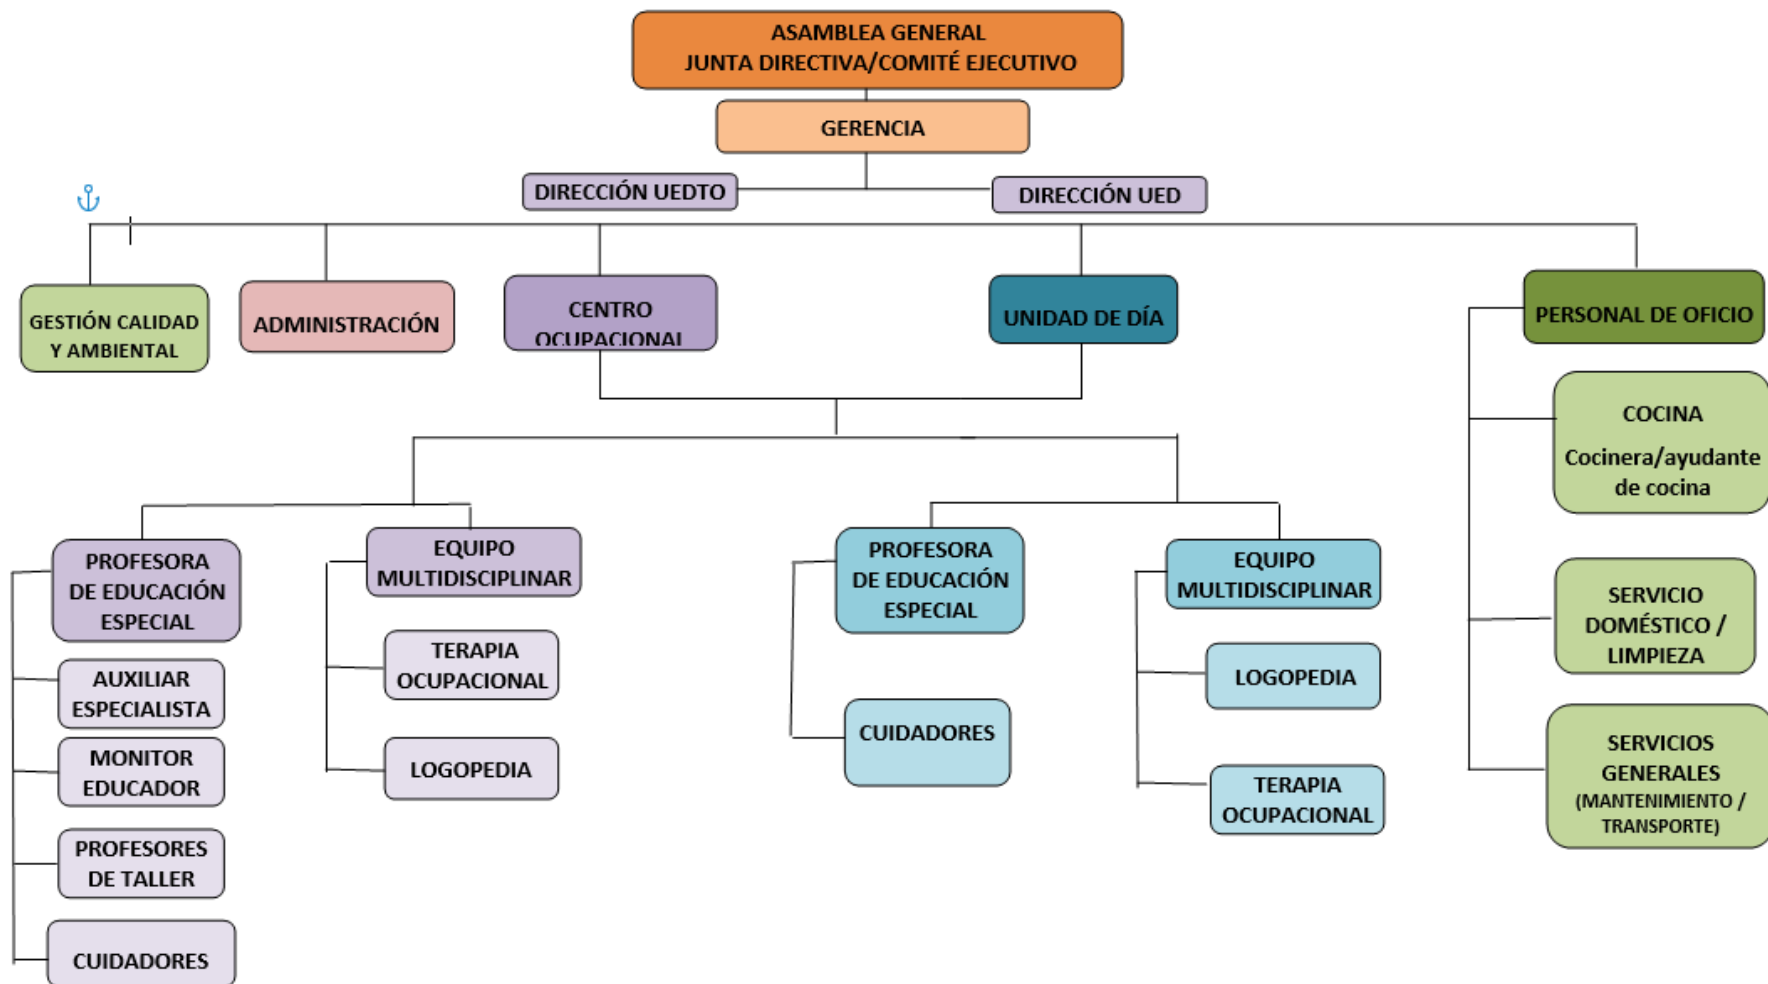 ASAMBLEA GENERAL
JUNTA DIRECTIVA/COMITÉ EJECUTIVO
GERENCIA
DIRECCIÓN UEDTO
DIRECCIÓN UED
GESTIÓN CALIDAD
Y AMBIENTAL
ADMINISTRACIÓN
CENTRO
OCUPACIONAL
UNIDAD DE DÍA
PERSONAL DE OFICIO
COCINA
Cocinera/ayudante
de cocina
SERVICIO
DOMÉSTICO /
LIMPIEZA
SERVICIOS
GENERALES
(MANTENIMIENTO /
TRANSPORTE)
PROFESORA
DE EDUCACIÓN
ESPECIAL
AUXILIAR
ESPECIALISTA
MONITOR
EDUCADOR
PROFESORES
DE TALLER
CUIDADORES
EQUIPO
MULTIDISCIPLINAR
TERAPIA
OCUPACIONAL
LOGOPEDIA
PROFESORA
DE EDUCACIÓN
ESPECIAL
CUIDADORES
EQUIPO
MULTIDISCIPLINAR
LOGOPEDIA
TERAPIA
OCUPACIONAL